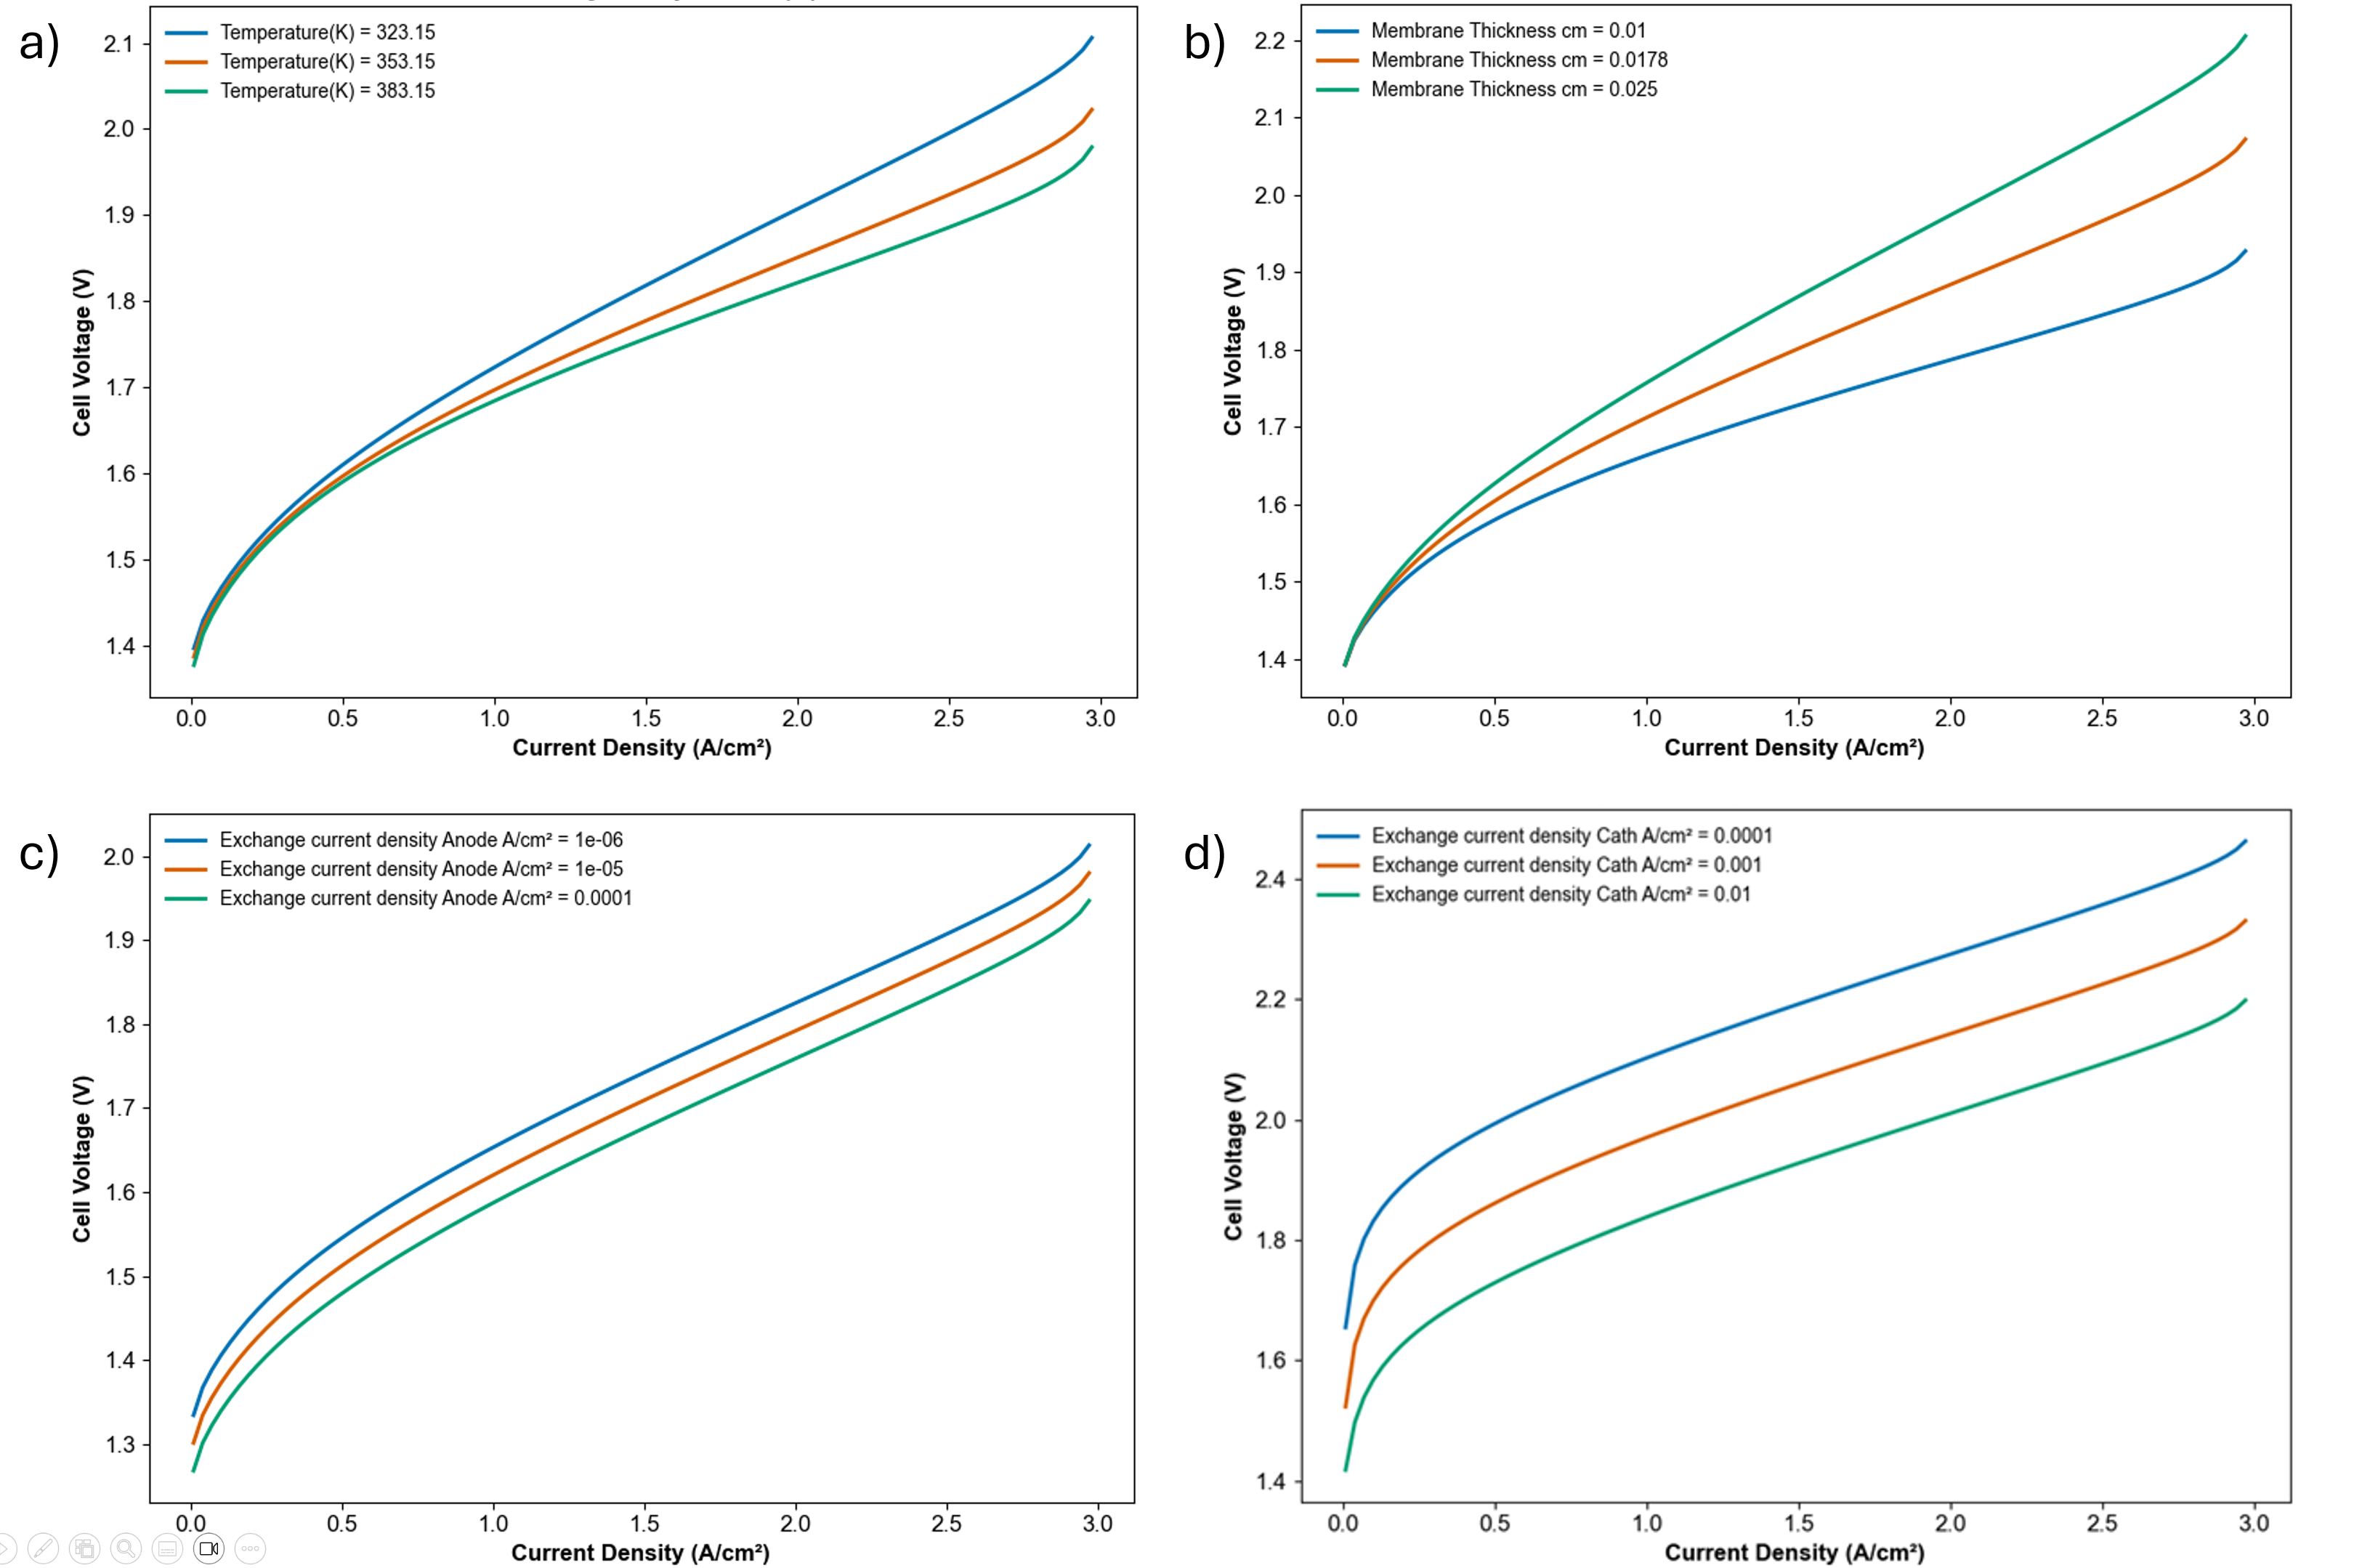 a)
Temperature(K) = 323.15
Temperature(K) = 353.15
Temperature(K) = 383.15
2.1
2.0
1.9
1.8
1.7
1.6
1.5
1.4
Cell Voltage (V)
0.0 0.5 1.0 1.5 2.0 2.5 3.0
Current Density (A/cm²)
b)
Membrane Thickness cm = 0.01
Membrane Thickness cm = 0.0178
Membrane Thickness cm = 0.025
2.2
2.1
2.0
1.9
1.8
1.7
1.6
1.5
1.4
Cell Voltage (V)
0.0 0.5 1.0 1.5 2.0 2.5 3.0
Current Density (A/cm²)
c)
Exchange current density Anode A/cm² = 1e-06
Exchange current density Anode A/cm² = 1e-05
Exchange current density Anode A/cm² = 0.0001
2.0
1.9
1.8
1.7
1.6
1.5
1.4
1.3
Cell Voltage (V)
0.0 0.5 1.0 1.5 2.0 2.5 3.0
Current Density (A/cm²)
d)
Exchange current density Cath A/cm² = 0.0001
Exchange current density Cath A/cm² = 0.001
Exchange current density Cath A/cm² = 0.01
2.4
2.2
2.0
1.8
1.6
1.4
Cell Voltage (V)
0.0 0.5 1.0 1.5 2.0 2.5 3.0
Current Density (A/cm²)